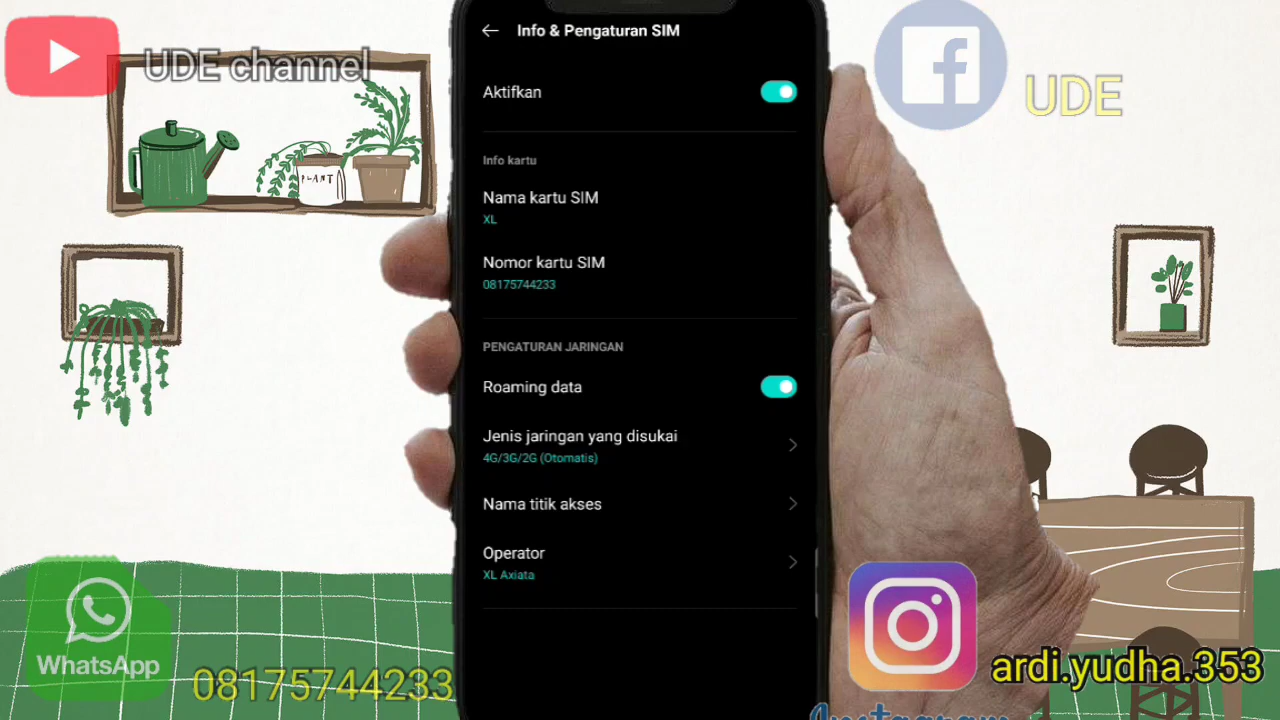 UDE channel
UDE
Info & Pengaturan SIM
Aktifkan
Info kartu
Nama kartu SIM
XL
Nomor kartu SIM
08175744233
PENGATURAN JARINGAN
Roaming data
Jenis jaringan yang disukai
4G/3G/2G (Otomatis)
Nama titik akses
Operator
XL Axiata
PLANT
WhatsApp
08175744233
ardi.yudha.353
Instagram